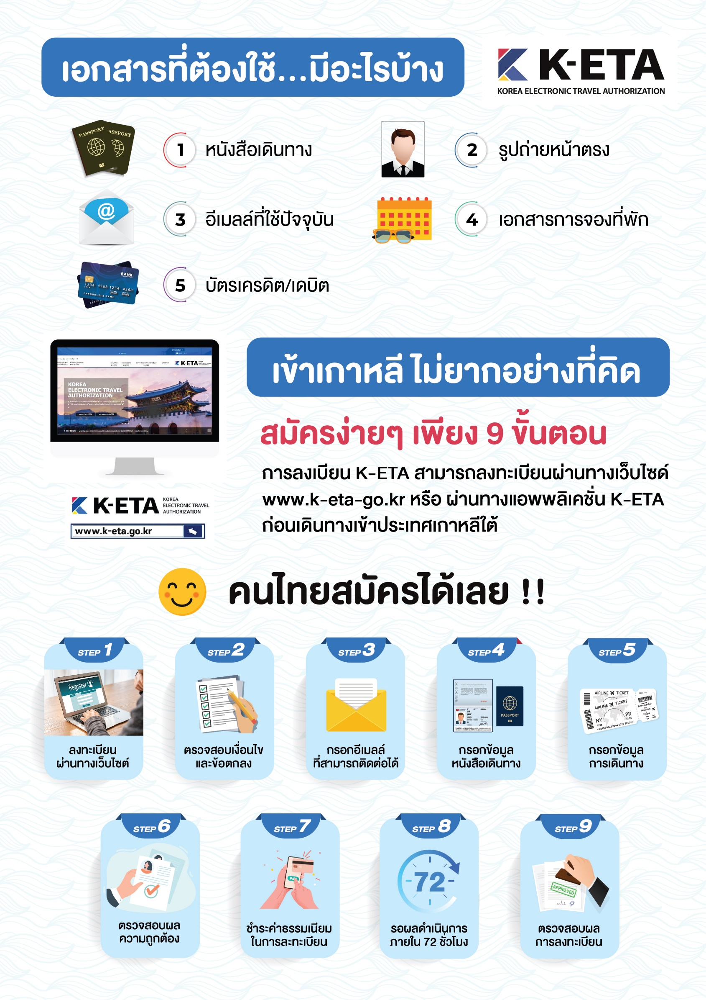 เอกสารที่ต้องใช้...มีอะไรบ้าง
K-ETA
KOREA ELECTRONIC TRAVEL AUTHORIZATION
PASSPORT
ASSPORT
1 หนังสือเดินทาง
2 รูปถ่ายหน้าตรง
@
3 อีเมลล์ที่ใช้ปัจจุบัน
4 เอกสารการจองที่พัก
BANK
1234 4568 1234 4568
CARDHOLDER NAME
5 บัตรเครดิต/เดบิต
K-ETA
KOREA
ELECTRONIC TRAVEL
AUTHORIZATION
เข้าเกาหลี ไม่ยากอย่างที่คิด
สมัครง่ายๆ เพียง 9 ขั้นตอน
การลงเบียน K-ETA สามารถลงทะเบียนผ่านทางเว็บไซด์
www.k-eta-go.kr หรือ ผ่านทางแอพพลิเคชั่น K-ETA
ก่อนเดินทางเข้าประเทศเกาหลีใต้
K-ETA
KOREA
ELECTRONIC TRAVEL
AUTHORIZATION
www.k-eta.go.kr
คนไทยสมัครได้เลย !!
STEP 1
Register
ลงทะเบียน
ผ่านทางเว็บไซต์
STEP 2
ตรวจสอบเงื่อนไข
และข้อตกลง
STEP 3
กรอกอีเมลล์
ที่สามารถติดต่อได้
STEP 4
PASSPORT
กรอกข้อมูล
หนังสือเดินทาง
STEP 5
AIRLINE TICKET
AIRLINE TICKET
NY
PR
กรอกข้อมูล
การเดินทาง
STEP 6
ตรวจสอบผล
ความถูกต้อง
STEP 7
PAY
ชำระค่าธรรมเนียม
ในการละทะเบียน
STEP 8
72
รอผลดำเนินการ
ภายใน 72 ชั่วโมง
STEP 9
APPROVED
ตรวจสอบผล
การลงทะเบียน